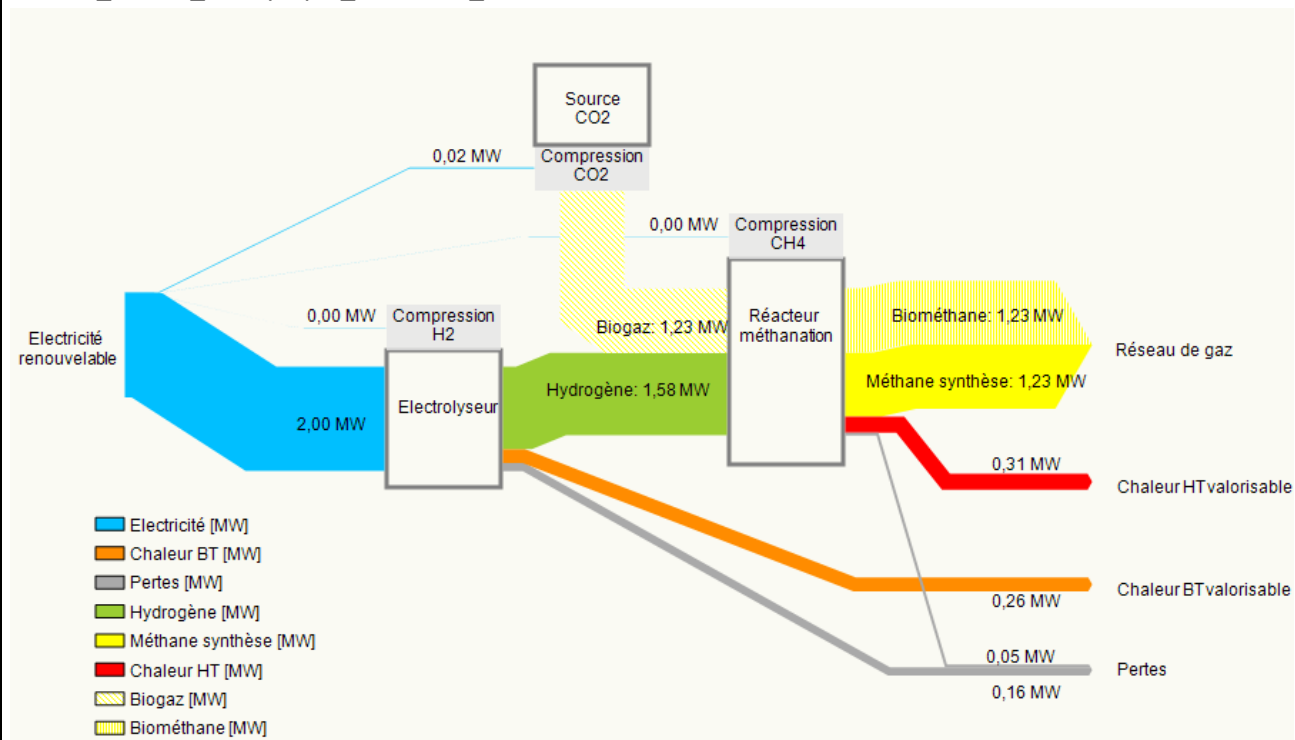 Source
CO2
0,02 MW
Compression
CO2
0,00 MW
Compression
CH4
0,00 MW
Compression
H2
Biogaz: 1,23 MW
Réacteur
méthanation
Biométhane: 1,23 MW
Electricité
renouvelable
Réseau de gaz
Hydrogène: 1,58 MW
Méthane synthèse: 1,23 MW
Electrolyseur
2,00 MW
0,31 MW
Chaleur HT valorisable
Chaleur BT valorisable
0,26 MW
0,05 MW
Pertes
0,16 MW
Electricité [MW]
Chaleur BT [MW]
Pertes [MW]
Hydrogène [MW]
Méthane synthèse [MW]
Chaleur HT [MW]
Biogaz [MW]
Biométhane [MW]